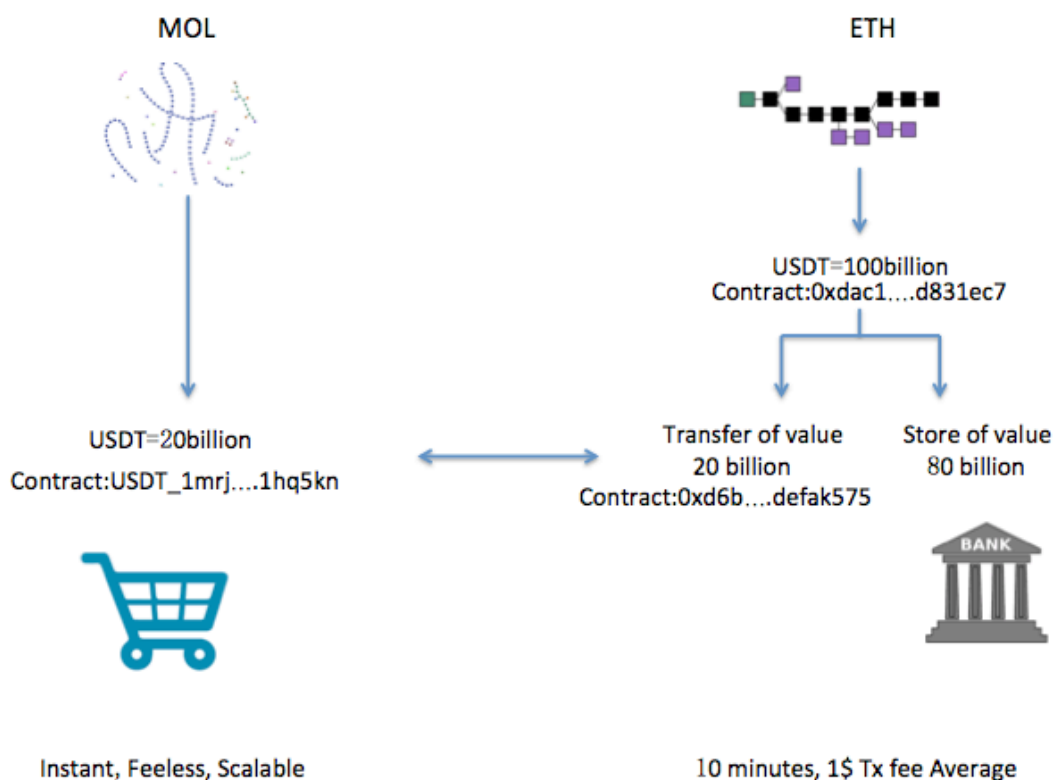 MOL
ETH
USDT=100billion
Contract:0xdac1....d831ec7
USDT=20billion
Contract:USDT_1mrj....1hq5kn
Transfer of value
20 billion
Contract:0xd6b....defak575
Store of value
80 billion
BANK
Instant, Feeless, Scalable
10 minutes, 1$ Tx fee Average